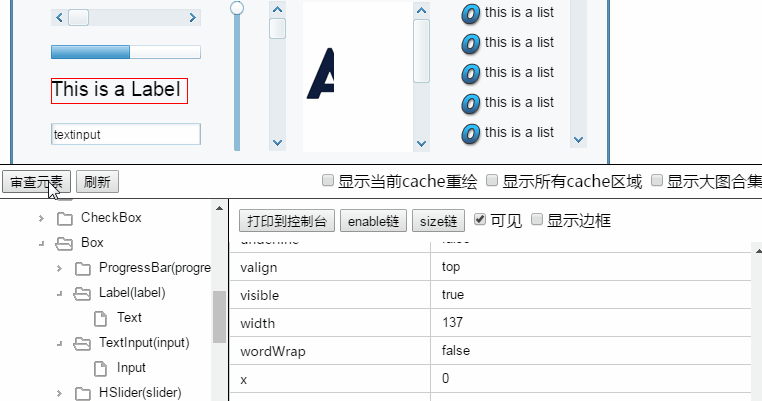 this is a list
this is a list
This is a Label
this is a list
this is a list
textinput
this is a list
审查元素 刷新 显示当前cache重绘 显示所有cache区域 显示大图合集
CheckBox
打印到控制台 enable链 size链 可见 显示边框
Box
underline false
ProgressBar(progre
valign top
Label(label)
visible true
Text
width 137
TextInput(input)
wordWrap false
Input
x 0
HSlider(slider)